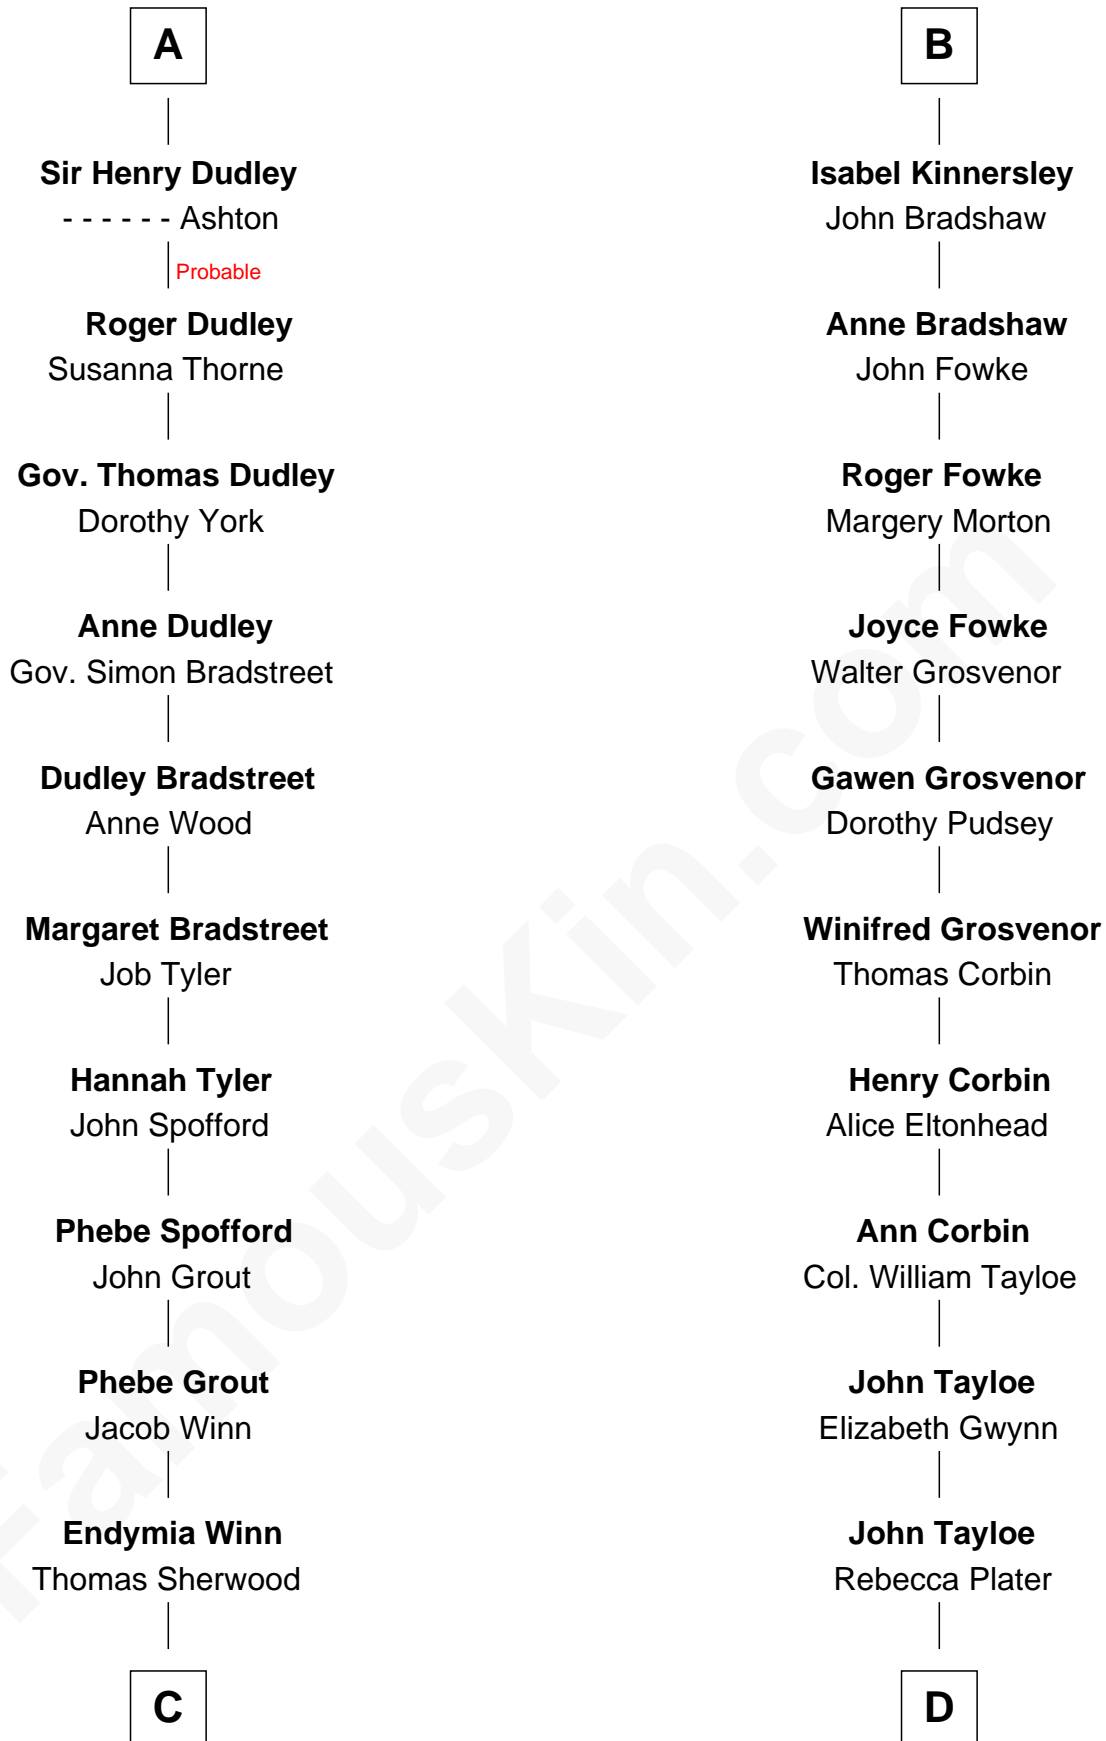 A
Sir Henry Dudley
- - - - - - Ashton
Probable
Roger Dudley
Susanna Thorne
Gov. Thomas Dudley
Dorothy York
Anne Dudley
Gov. Simon Bradstreet
Dudley Bradstreet
Anne Wood
Margaret Bradstreet
Job Tyler
Hannah Tyler
John Spofford
Phebe Spofford
John Grout
Phebe Grout
Jacob Winn
Endymia Winn
Thomas Sherwood
C
B
Isabel Kinnersley
John Bradshaw
Anne Bradshaw
John Fowke
Roger Fowke
Margery Morton
Joyce Fowke
Walter Grosvenor
Gawen Grosvenor
Dorothy Pudsey
Winifred Grosvenor
Thomas Corbin
Henry Corbin
Alice Eltonhead
Ann Corbin
Col. William Tayloe
John Tayloe
Elizabeth Gwynn
John Tayloe
Rebecca Plater
D
FamousKin.com